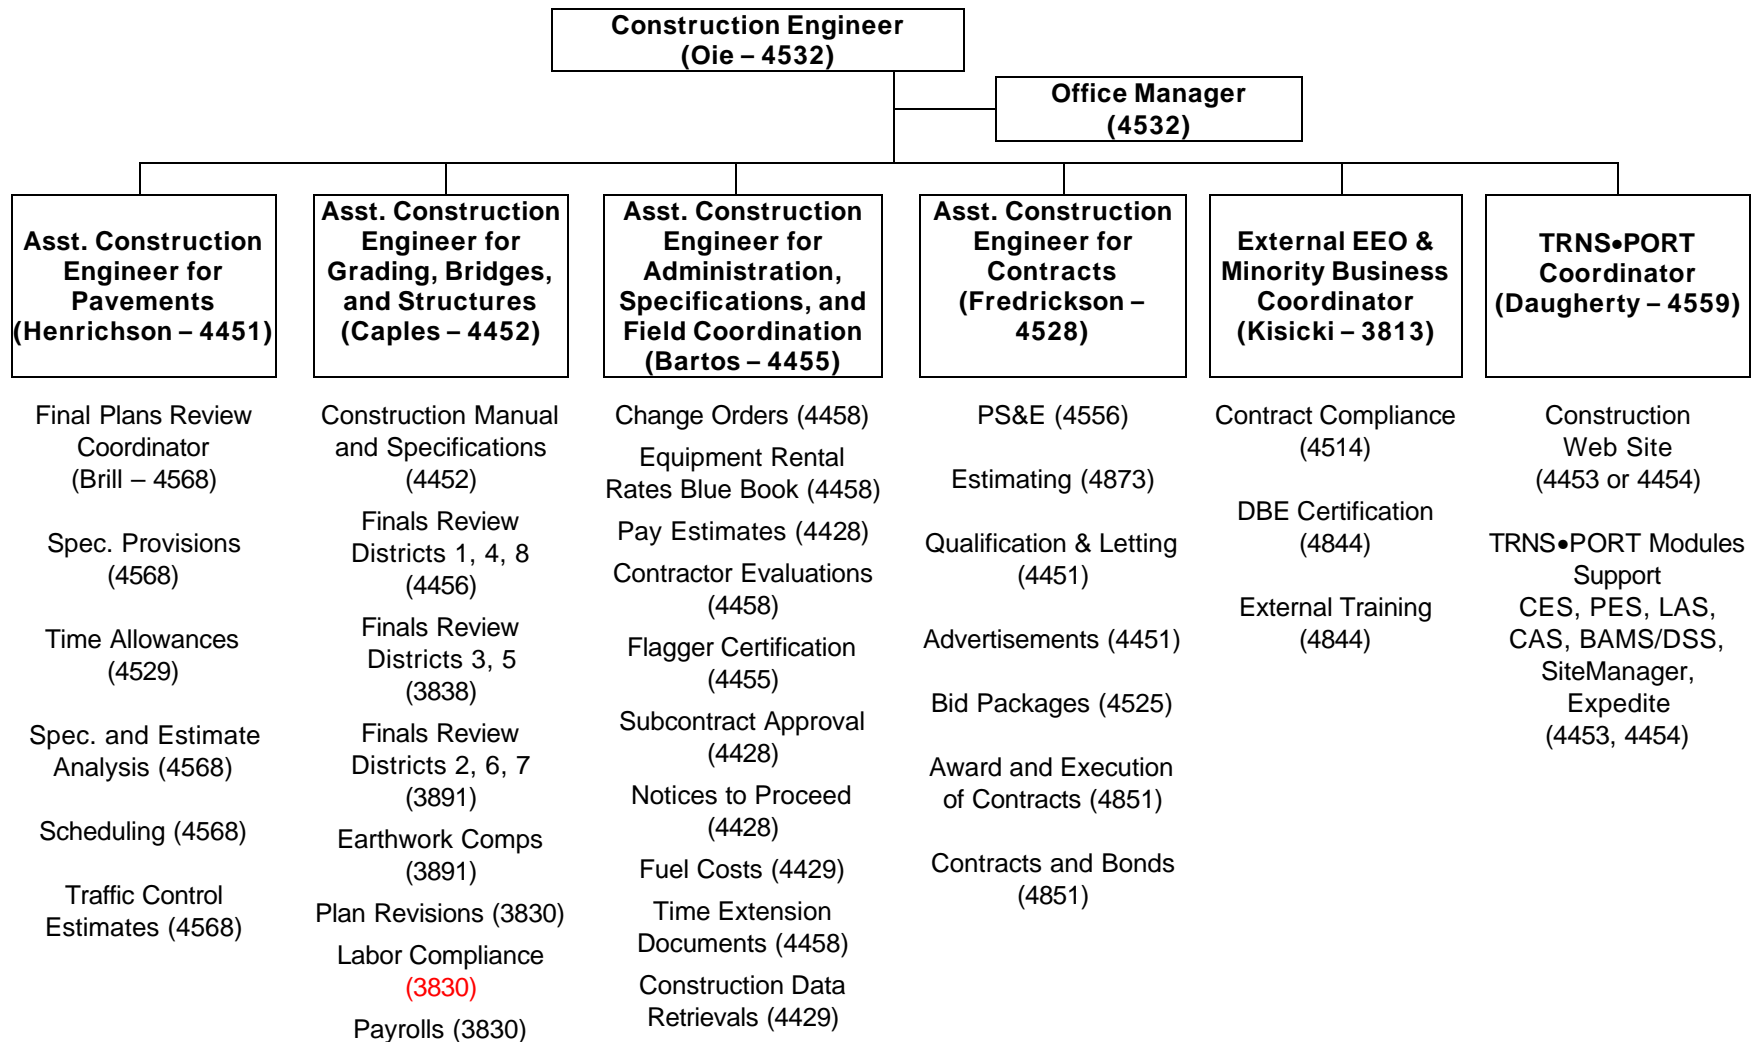 Construction Engineer
(Oie – 4532)
Office Manager
(4532)
Asst. Construction
Engineer for
Pavements
(Henrichson – 4451)
Final Plans Review
Coordinator
(Brill – 4568)
Spec. Provisions
(4568)
Time Allowances
(4529)
Spec. and Estimate
Analysis (4568)
Scheduling (4568)
Traffic Control
Estimates (4568)
Asst. Construction
Engineer for
Grading, Bridges,
and Structures
(Caples – 4452)
Construction Manual
and Specifications
(4452)
Finals Review
Districts 1, 4, 8
(4456)
Finals Review
Districts 3, 5
(3838)
Finals Review
Districts 2, 6, 7
(3891)
Earthwork Comps
(3891)
Plan Revisions (3830)
Labor Compliance
(3830)
Payrolls (3830)
Asst. Construction
Engineer for
Administration,
Specifications, and
Field Coordination
(Bartos – 4455)
Change Orders (4458)
Equipment Rental
Rates Blue Book (4458)
Pay Estimates (4428)
Contractor Evaluations
(4458)
Flagger Certification
(4455)
Subcontract Approval
(4428)
Notices to Proceed
(4428)
Fuel Costs (4429)
Time Extension
Documents (4458)
Construction Data
Retrievals (4429)
Asst. Construction
Engineer for
Contracts
(Fredrickson –
4528)
PS&E (4556)
Estimating (4873)
Qualification & Letting
(4451)
Advertisements (4451)
Bid Packages (4525)
Award and Execution
of Contracts (4851)
Contracts and Bonds
(4851)
External EEO &
Minority Business
Coordinator
(Kisicki – 3813)
Contract Compliance
(4514)
DBE Certification
(4844)
External Training
(4844)
TRNS•PORT
Coordinator
(Daugherty – 4559)
Construction
Web Site
(4453 or 4454)
TRNS•PORT Modules
Support
CES, PES, LAS,
CAS, BAMS/DSS,
SiteManager,
Expedite
(4453, 4454)